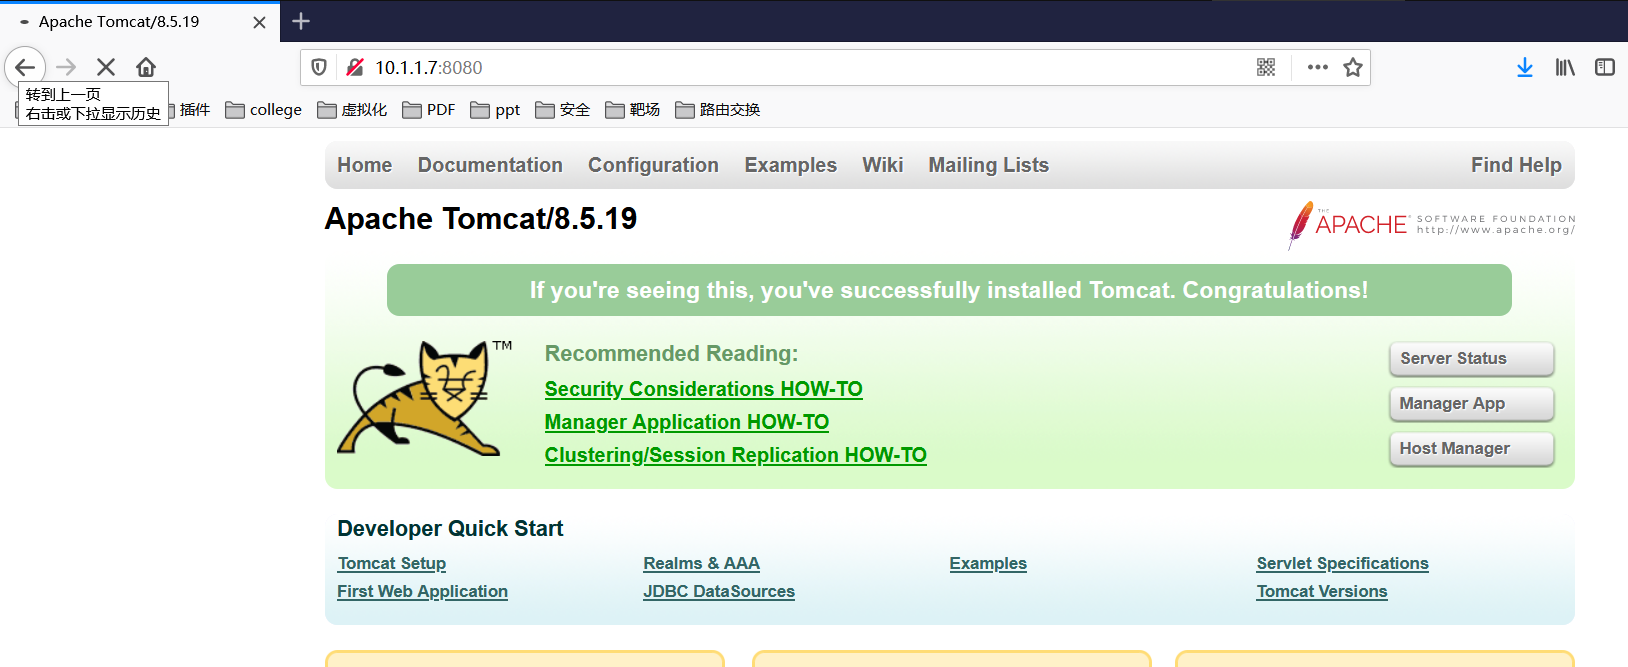 Apache Tomcat/8.5.19
10.1.1.7:8080
转到上一页
右击或下拉显示历史
插件 college 虚拟化 PDF ppt 安全 靶场 路由交换
Home Documentation Configuration Examples Wiki Mailing Lists Find Help
Apache Tomcat/8.5.19
THE APACHE SOFTWARE FOUNDATION
http://www.apache.org/
If you're seeing this, you've successfully installed Tomcat. Congratulations!
TM
Recommended Reading:
Security Considerations HOW-TO
Manager Application HOW-TO
Clustering/Session Replication HOW-TO
Server Status
Manager App
Host Manager
Developer Quick Start
Tomcat Setup Realms & AAA Examples Servlet Specifications
First Web Application JDBC DataSources Tomcat Versions